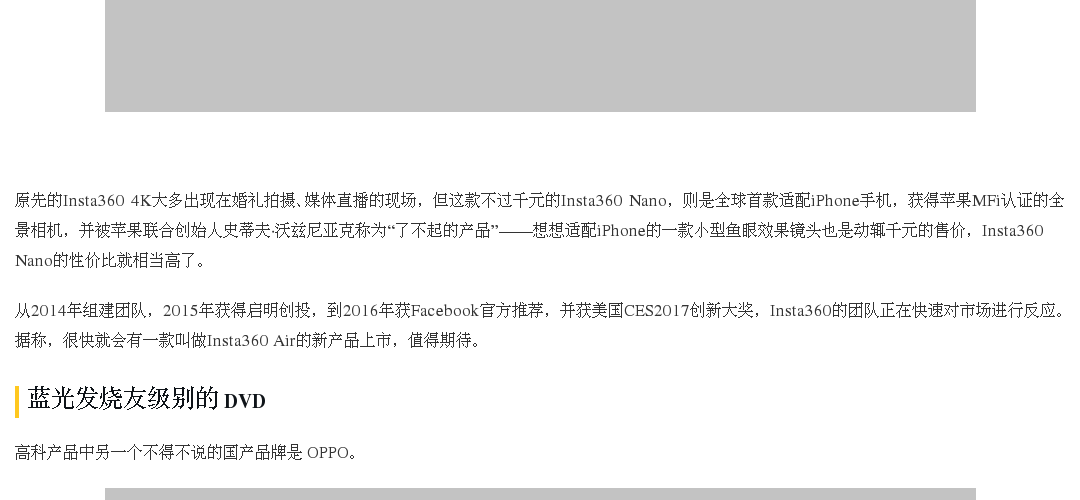 原先的Insta360 4K大多出现在婚礼拍摄、媒体直播的现场，但这款不过千元的Insta360 Nano，则是全球首款适配iPhone手机，获得苹果MFi认证的全
景相机，并被苹果联合创始人史蒂夫·沃兹尼亚克称为“了不起的产品”——想想适配iPhone的一款小型鱼眼效果镜头也是动辄千元的售价，Insta360
Nano的性价比就相当高了。
从2014年组建团队，2015年获得启明创投，到2016年获Facebook官方推荐，并获美国CES2017创新大奖，Insta360的团队正在快速对市场进行反应。
据称，很快就会有一款叫做Insta360 Air的新产品上市，值得期待。
蓝光发烧友级别的 DVD
高科产品中另一个不得不说的国产品牌是 OPPO。